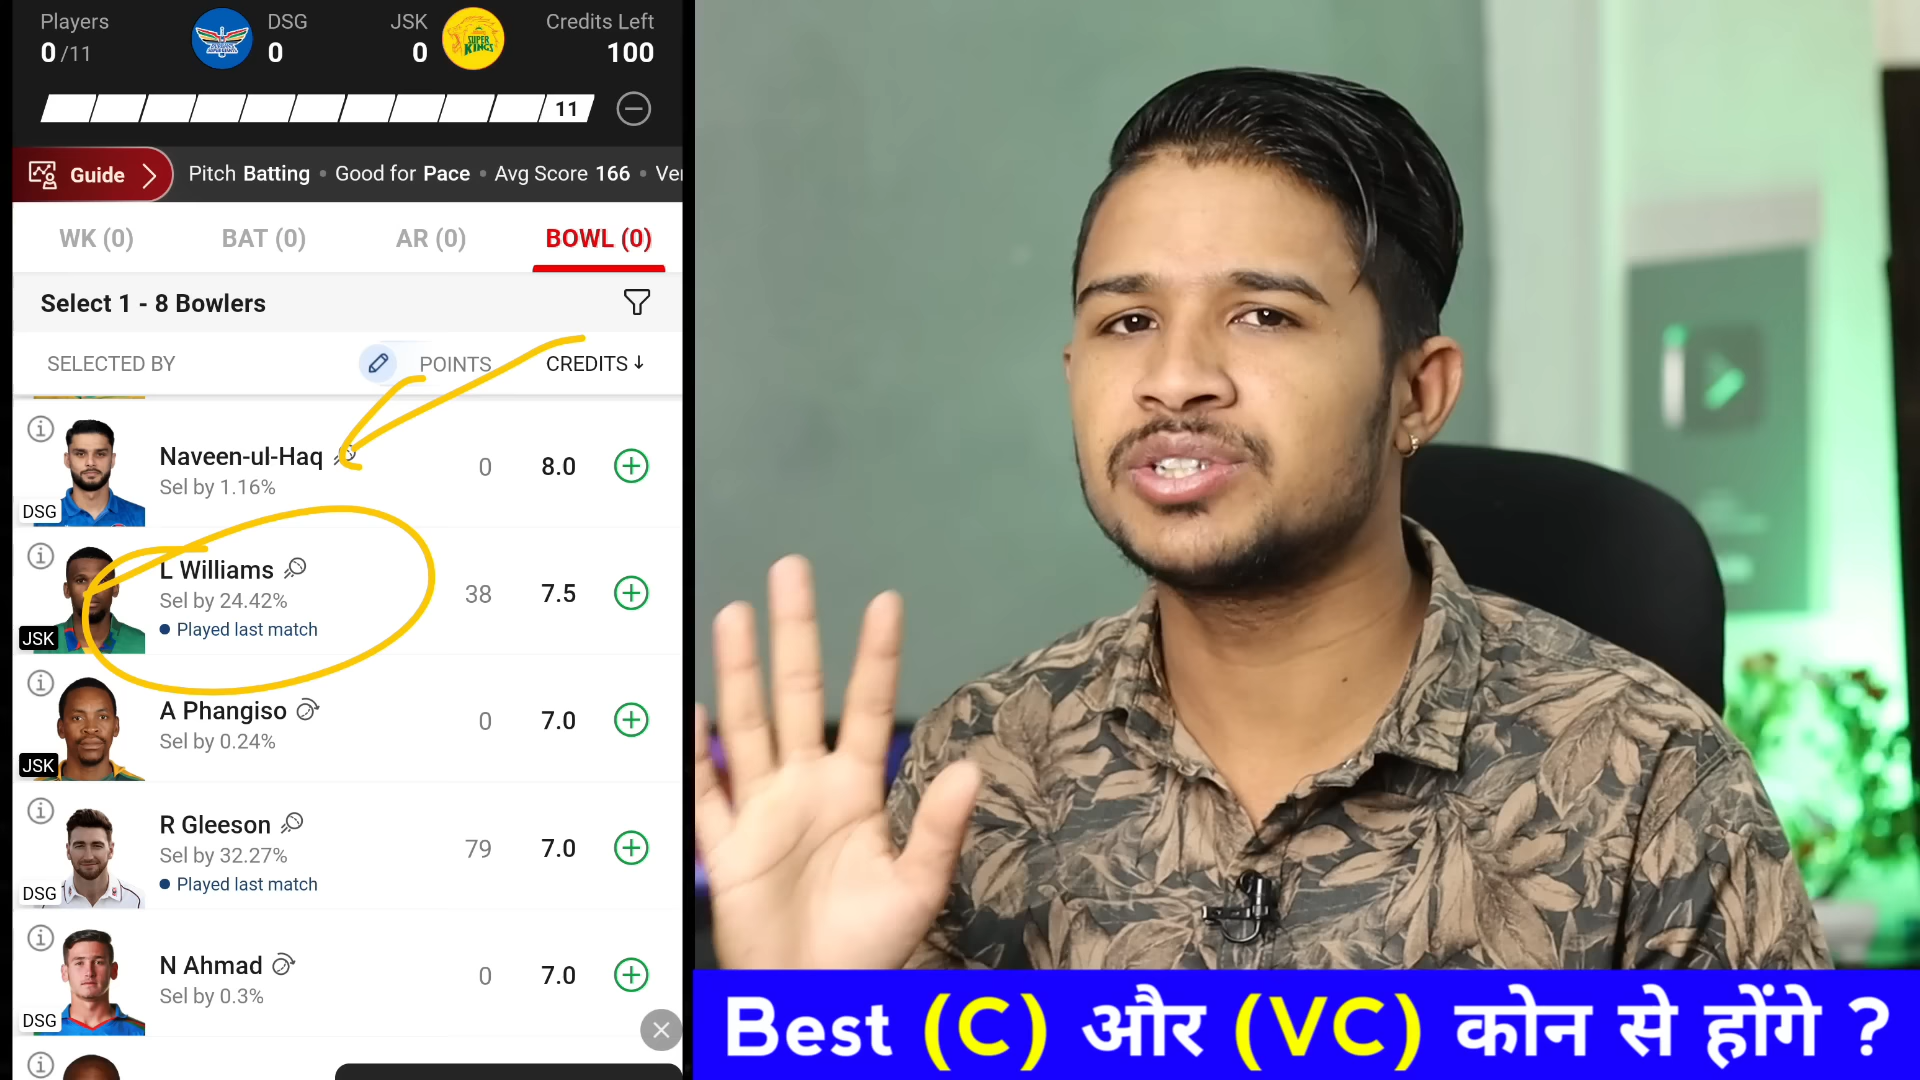 Players DSG JSK Credits Left
0/11 0 0 100
SUPER KINGS
11
Guide Pitch Batting • Good for Pace • Avg Score 166 • Ver
WK (0) BAT (0) AR (0) BOWL (0)
Select 1 - 8 Bowlers
SELECTED BY POINTS CREDITS ↓
Naveen-ul-Haq 0 8.0
Sel by 1.16%
DSG
L Williams 38 7.5
Sel by 24.42%
Played last match
JSK
A Phangiso 0 7.0
Sel by 0.24%
JSK
R Gleeson 79 7.0
Sel by 32.27%
Played last match
DSG
N Ahmad 0 7.0
Sel by 0.3%
DSG
Best (C) और (VC) कोन से होंगे ?